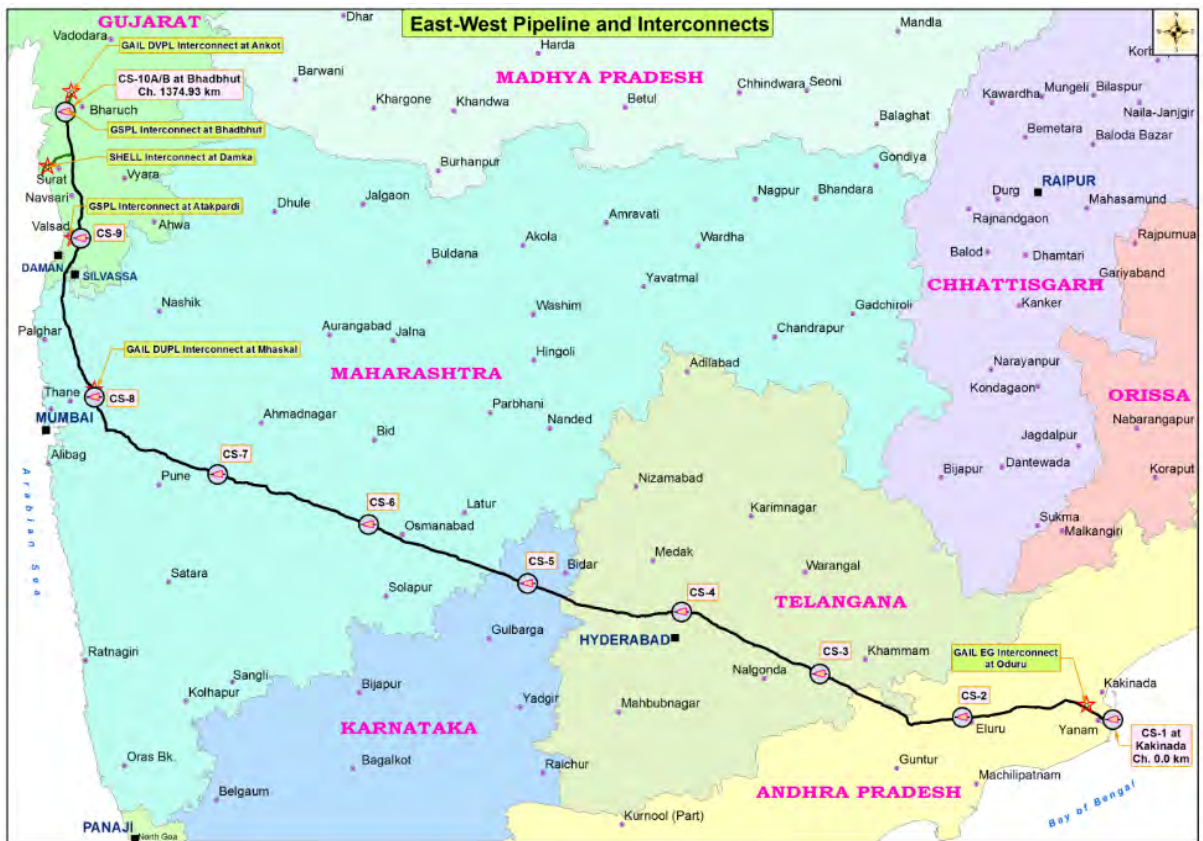 East-West Pipeline and Interconnects
GUJARAT
Vadodara
Dhar
Harda
Mandla
GAIL DVPL Interconnect at Ankot
Barwani
MADHYA PRADESH
Chhindwara
Seoni
CS-10A/B at Bhadbhut
Ch. 1374.93 km
Bharuch
Khargone
Khandwa
Betul
Balaghat
Kawardha
Mungeli
Bilaspur
Naila-Janjgir
GSPL Interconnect at Bhadbhut
Bemetara
Baloda Bazar
SHELL Interconnect at Damka
Surat
Vyara
Burhanpur
Gondiya
Navsari
Jalgaon
Nagpur
Bhandara
Durg
RAIPUR
GSPL Interconnect at Atakpardi
Dhule
Rajnandgaon
Mahasamund
Valsad
CS-9
Ahwa
Amravati
Akola
Wardha
Rajpurnua
DAMAN
SILVASSA
Buldana
Balod
Dhamtari
Gariyaband
Yavatmal
CHHATTISGARH
Nashik
Washim
Gadchiroli
Kanker
Palghar
Aurangabad
Jalna
Chandrapur
GAIL DUPL Interconnect at Mhaskal
Hingoli
Adilabad
MAHARASHTRA
Narayanpur
Kondagaon
Thane
CS-8
ORISSA
MUMBAI
Ahmadnagar
Parbhani
Nanded
Nabarangapur
Bid
Jagdalpur
Alibag
CS-7
Bijapur
Dantewada
Koraput
Pune
Nizamabad
Arabian Sea
CS-6
Latur
Osmanabad
Karimnagar
Sukma
Malkangiri
CS-5
Bidar
Medak
Warangal
Satara
Solapur
CS-4
TELANGANA
Gulbarga
HYDERABAD
Ratnagiri
CS-3
Khammam
GAIL EG Interconnect
at Oduru
Sangli
Nalgonda
Kolhapur
Bijapur
Yadgir
Mahbubnagar
CS-2
Kakinada
KARNATAKA
Eluru
Yanam
CS-1 at
Kakinada
Ch. 0.0 km
Oras Bk.
Bagalkot
Raichur
Guntur
Machilipatnam
Belgaum
ANDHRA PRADESH
Bay of Bengal
PANAJI
North Goa
Kurnool (Part)